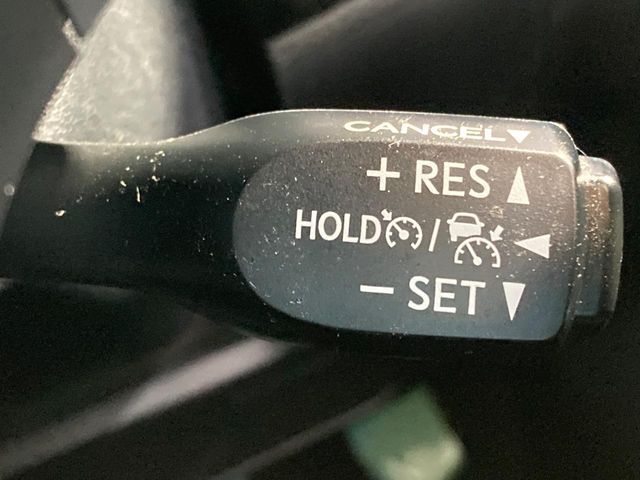 CANCEL
+ RES
HOLD /
- SET